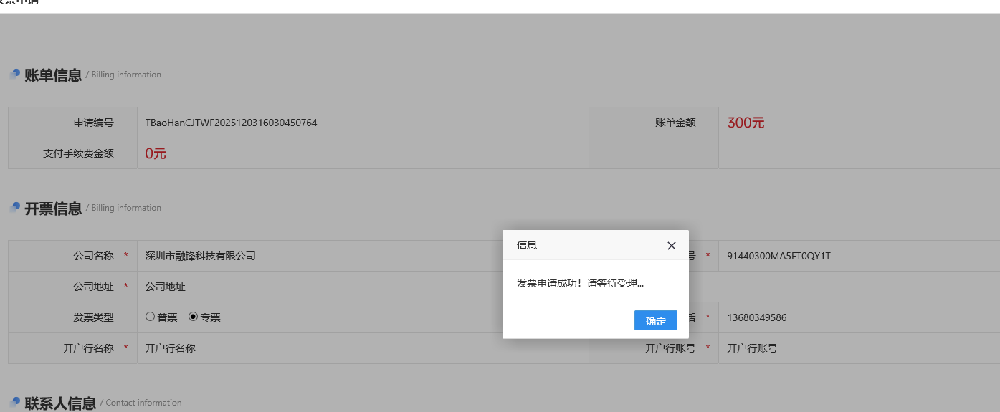 发票申请
账单信息 / Billing information
申请编号 TBaoHanCJTWF2025120316030450764 账单金额 300元
支付手续费金额 0元
开票信息 / Billing information
信息
公司名称 * 深圳市融锋科技有限公司 号 * 91440300MA5FT0QY1T
公司地址 * 公司地址
发票申请成功！请等待受理...
发票类型 普票 专票 话 * 13680349586
确定
开户行名称 * 开户行名称 开户行账号 * 开户行账号
联系人信息 / Contact information